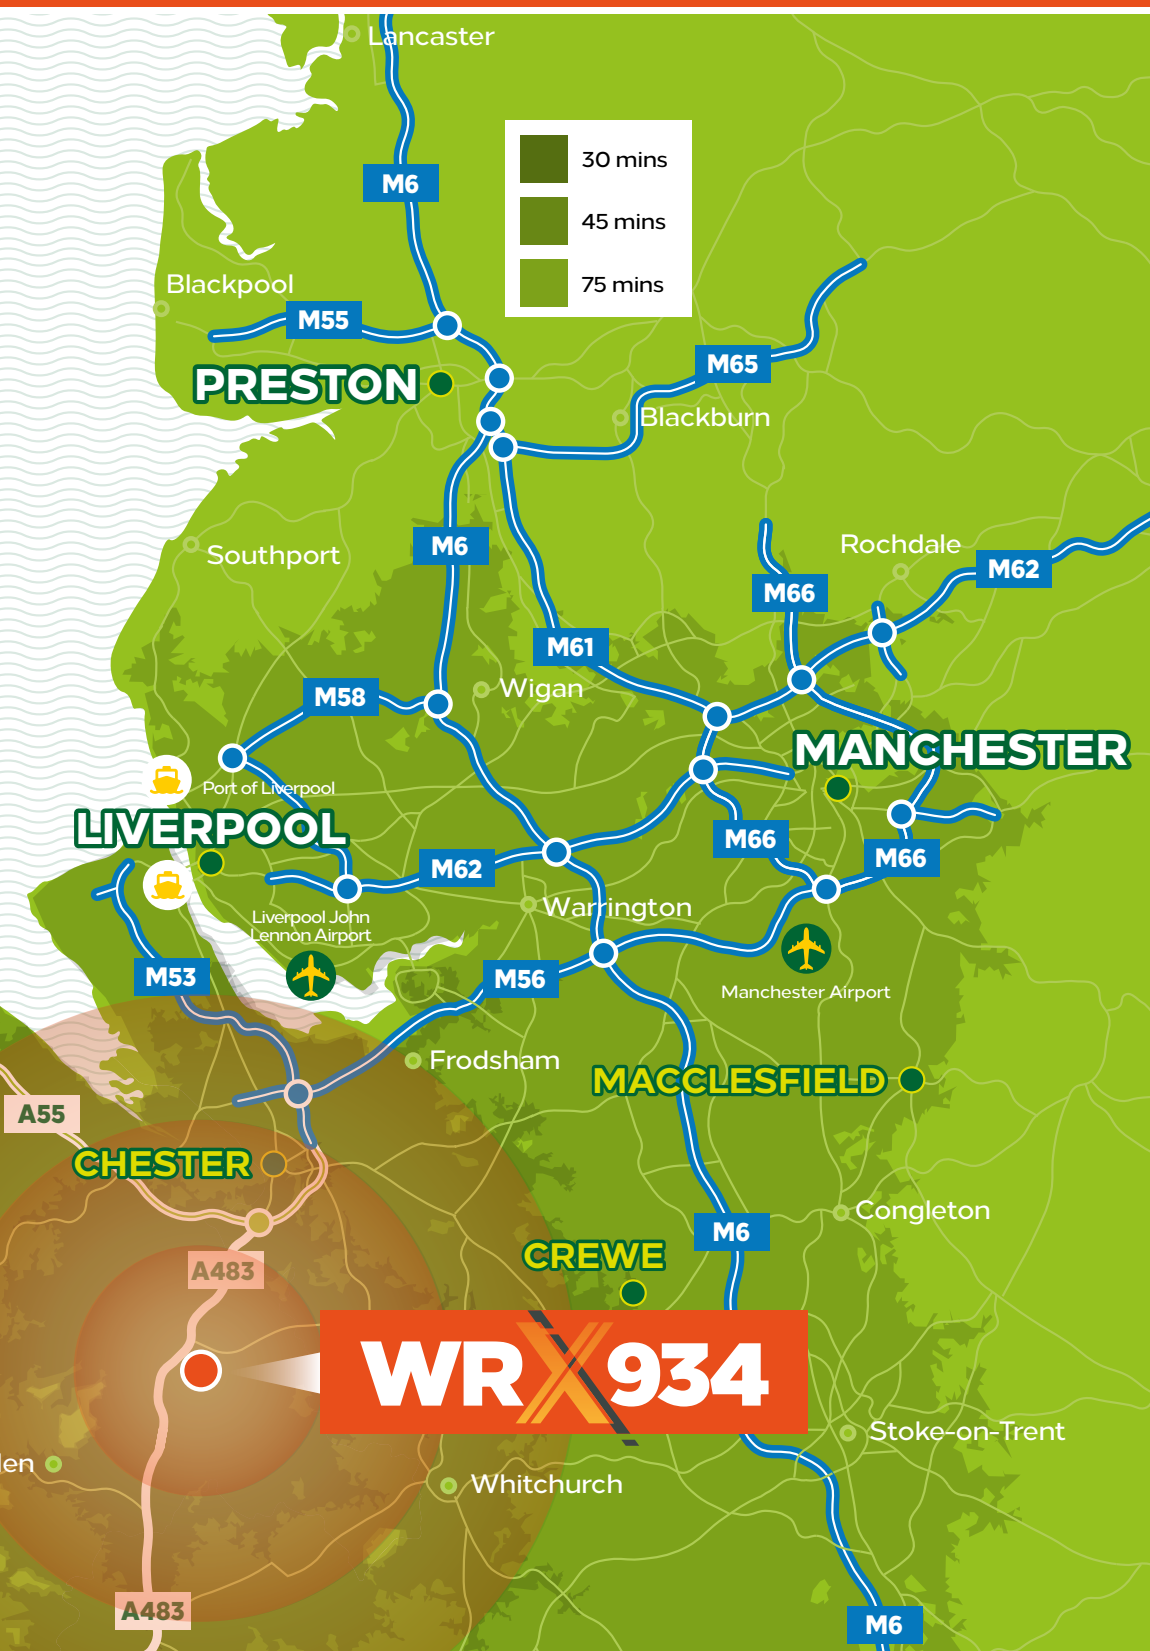 Lancaster
30 mins
M6
45 mins
75 mins
Blackpool
M55
M65
PRESTON
Blackburn
M6
Southport
Rochdale
M62
M66
M61
Wigan
M58
MANCHESTER
Port of Liverpool
LIVERPOOL
M66
M66
M62
Warrington
Liverpool John
Lennon Airport
M53
M56
Manchester Airport
Frodsham
MACCLESFIELD
A55
CHESTER
Congleton
M6
CREWE
A483
WRX934
Stoke-on-Trent
len
Whitchurch
A483
M6